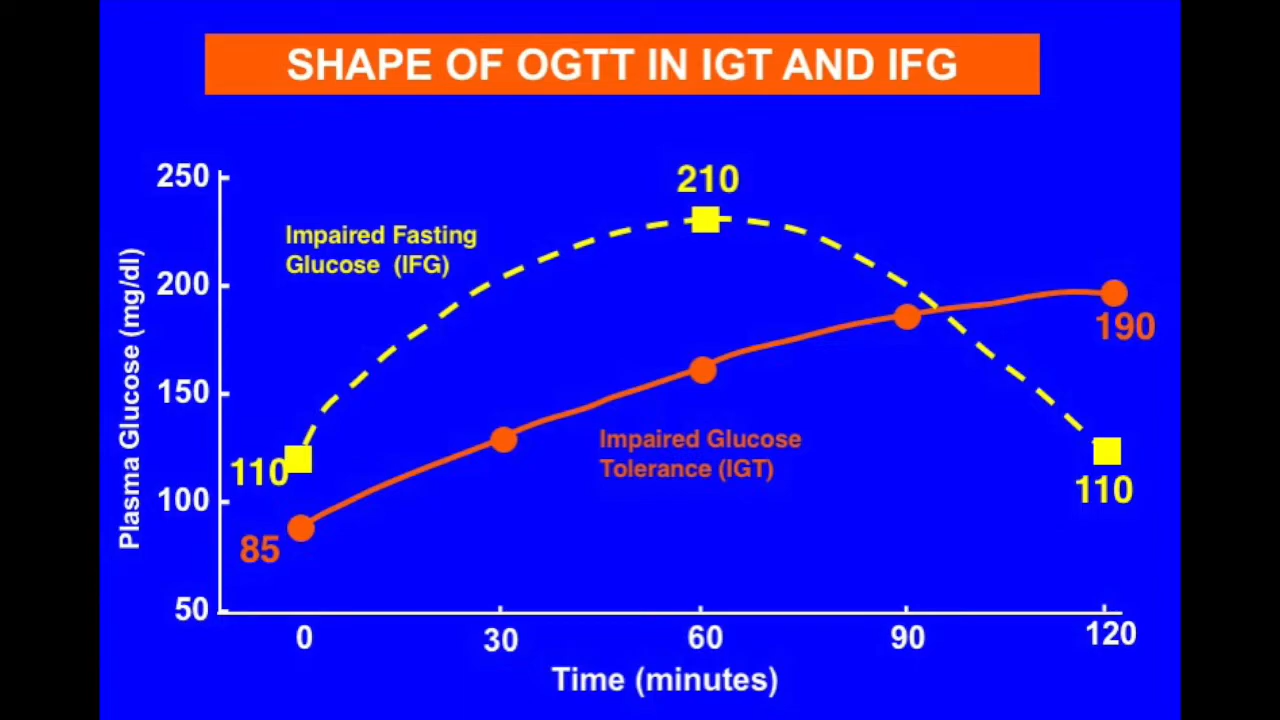 SHAPE OF OGTT IN IGT AND IFG
250
200
150
100
50
Plasma Glucose (mg/dl)
Impaired Fasting
Glucose (IFG)
210
110
85
190
110
Impaired Glucose
Tolerance (IGT)
0 30 60 90 120
Time (minutes)